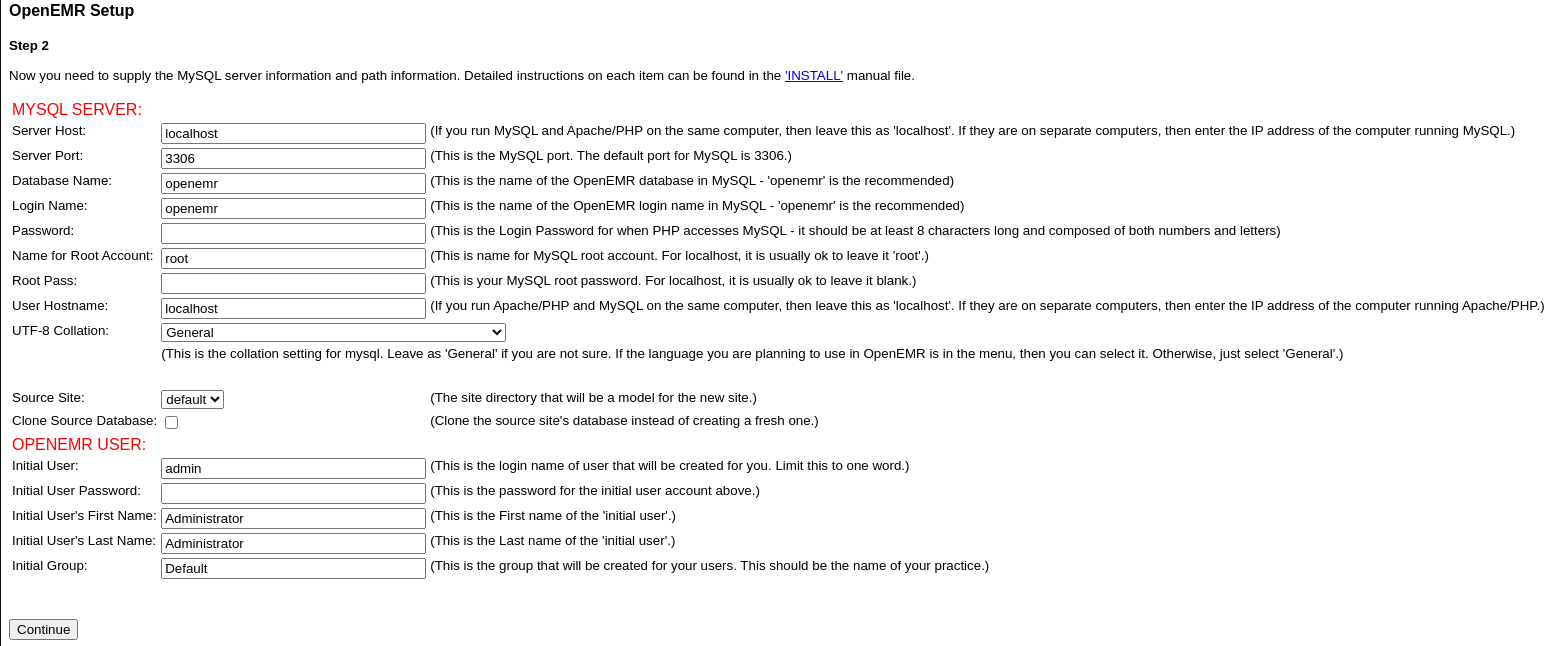 OpenEMR Setup
Step 2
Now you need to supply the MySQL server information and path information. Detailed instructions on each item can be found in the 'INSTALL' manual file.
MYSQL SERVER:
Server Host: localhost (If you run MySQL and Apache/PHP on the same computer, then leave this as 'localhost'. If they are on separate computers, then enter the IP address of the computer running MySQL.)
Server Port: 3306 (This is the MySQL port. The default port for MySQL is 3306.)
Database Name: openemr (This is the name of the OpenEMR database in MySQL - 'openemr' is the recommended)
Login Name: openemr (This is the name of the OpenEMR login name in MySQL - 'openemr' is the recommended)
Password: (This is the Login Password for when PHP accesses MySQL - it should be at least 8 characters long and composed of both numbers and letters)
Name for Root Account: root (This is name for MySQL root account. For localhost, it is usually ok to leave it 'root'.)
Root Pass: (This is your MySQL root password. For localhost, it is usually ok to leave it blank.)
User Hostname: localhost (If you run Apache/PHP and MySQL on the same computer, then leave this as 'localhost'. If they are on separate computers, then enter the IP address of the computer running Apache/PHP.)
UTF-8 Collation: General
(This is the collation setting for mysql. Leave as 'General' if you are not sure. If the language you are planning to use in OpenEMR is in the menu, then you can select it. Otherwise, just select 'General'.)
Source Site: default (The site directory that will be a model for the new site.)
Clone Source Database: (Clone the source site's database instead of creating a fresh one.)
OPENEMR USER:
Initial User: admin (This is the login name of user that will be created for you. Limit this to one word.)
Initial User Password: (This is the password for the initial user account above.)
Initial User's First Name: Administrator (This is the First name of the 'initial user'.)
Initial User's Last Name: Administrator (This is the Last name of the 'initial user'.)
Initial Group: Default (This is the group that will be created for your users. This should be the name of your practice.)
Continue